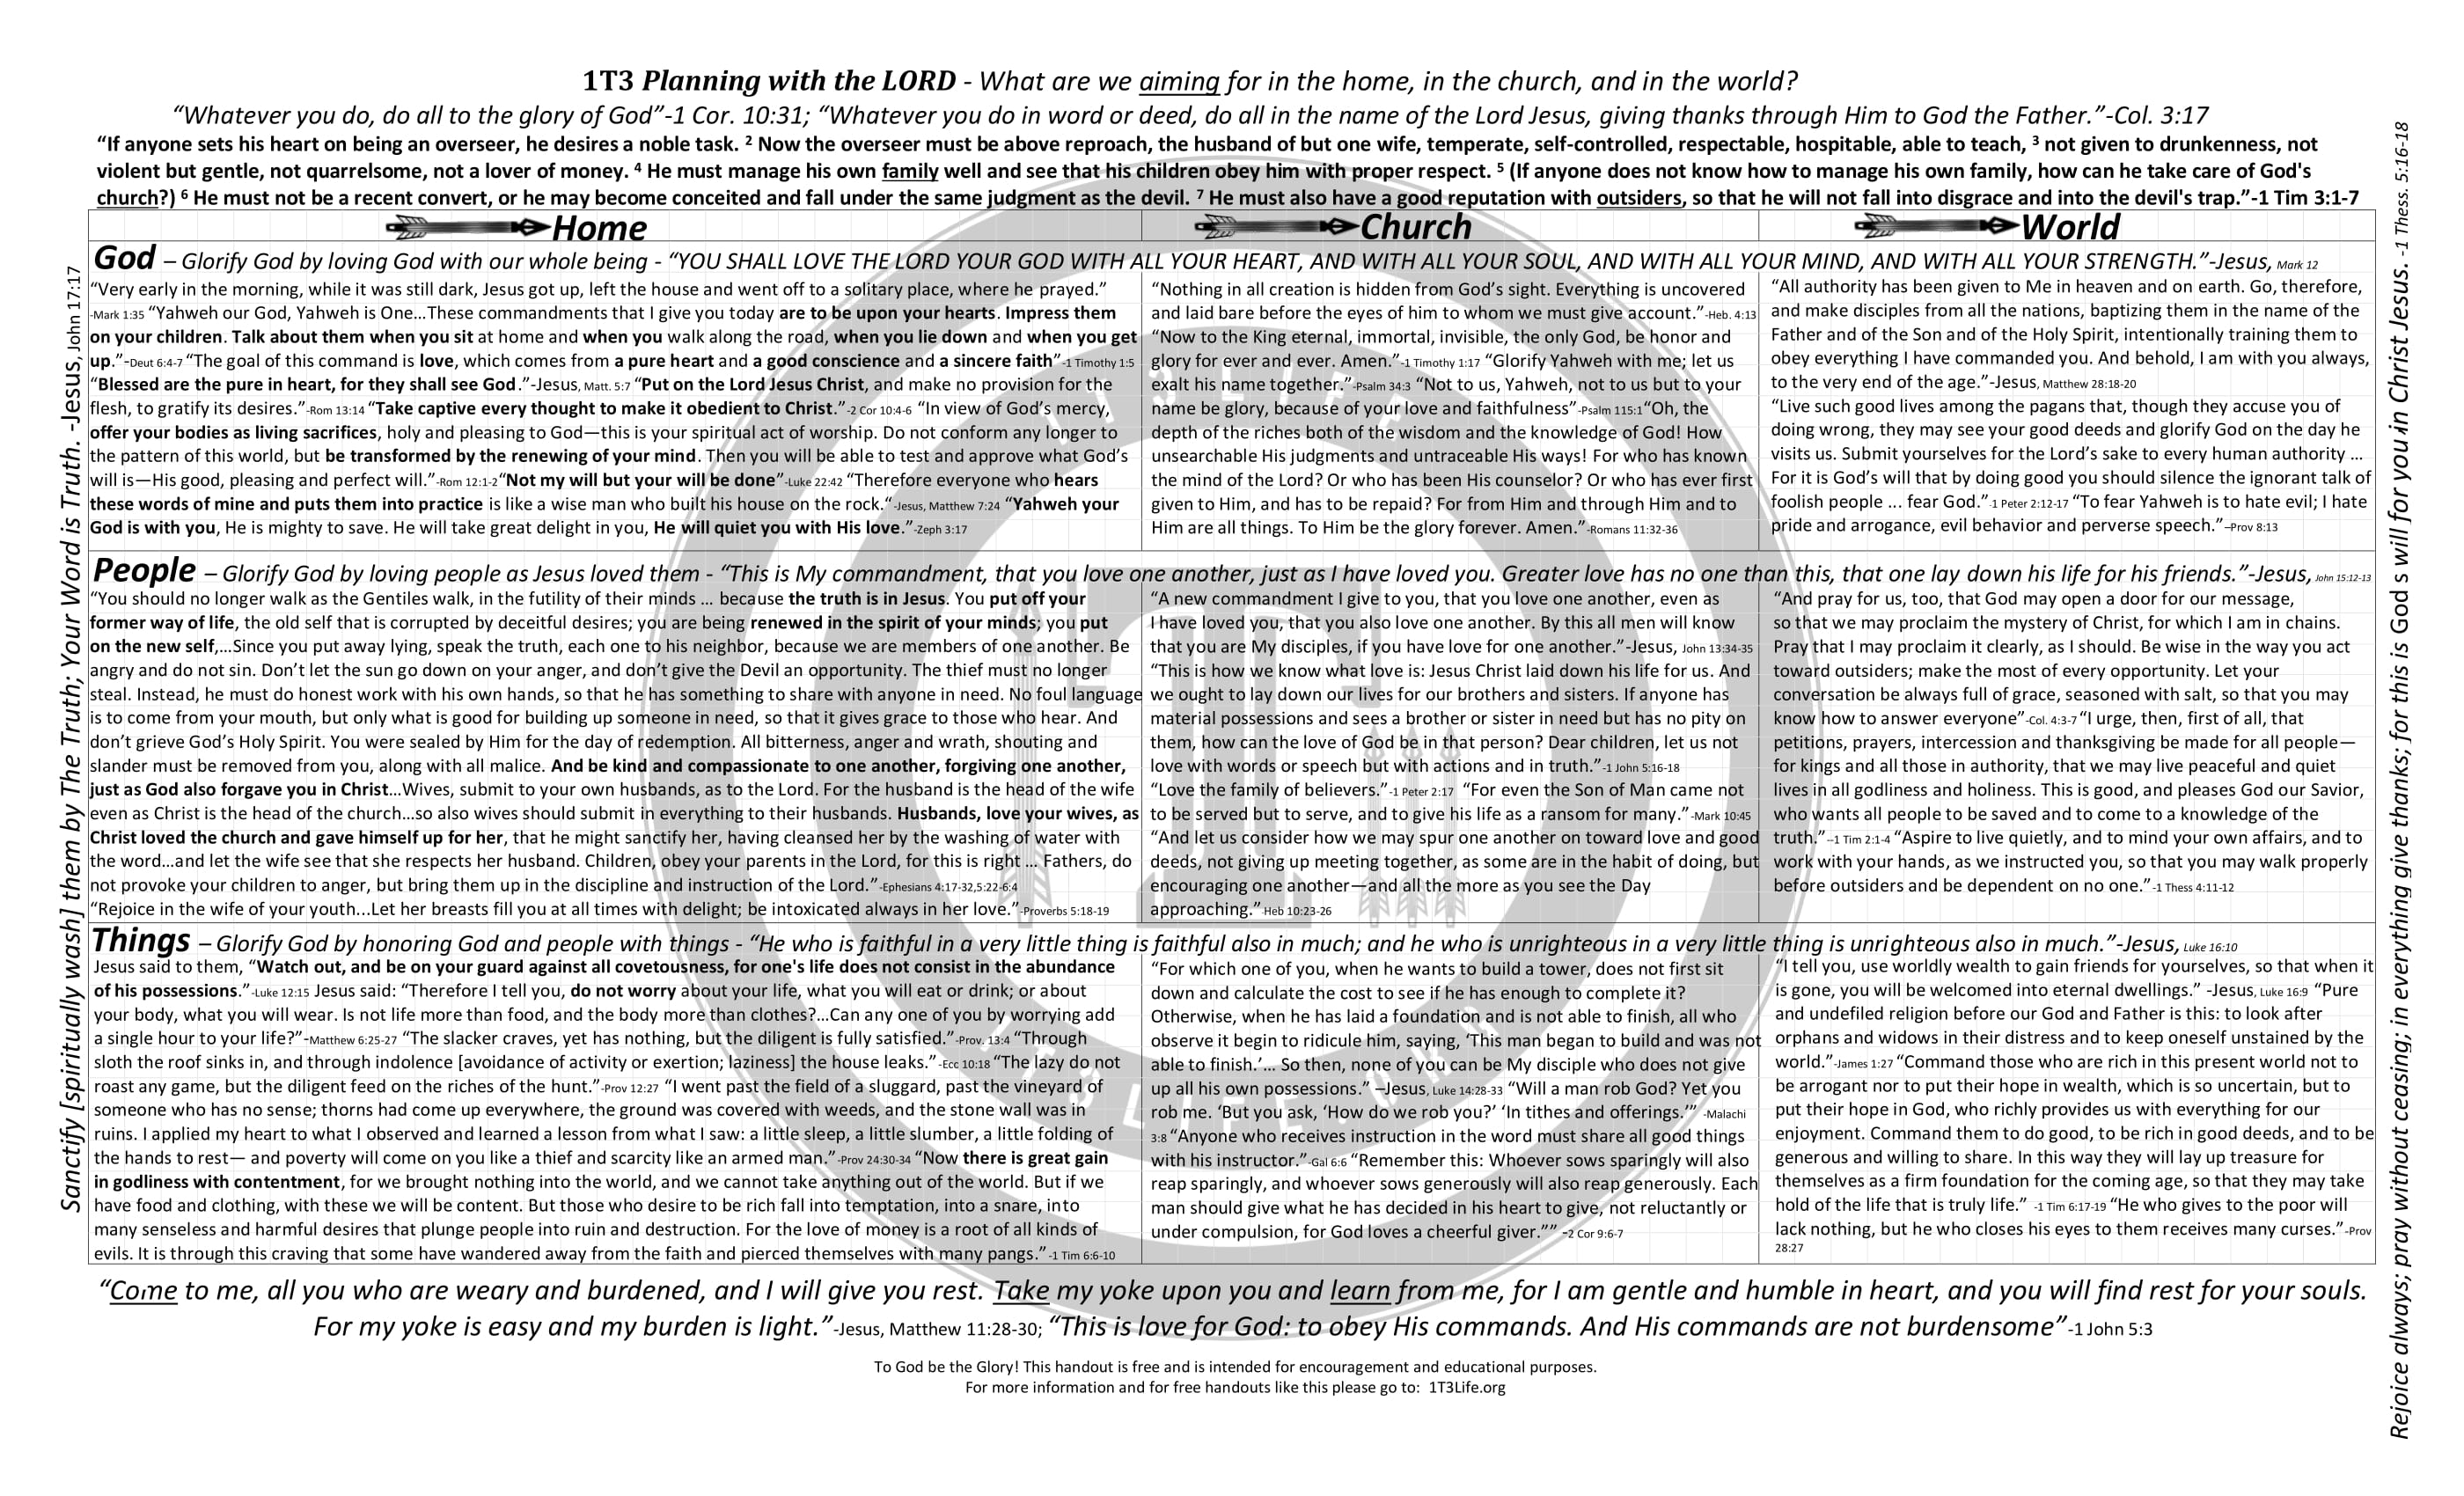 1T3 Planning with the LORD - What are we aiming for in the home, in the church, and in the world?
“Whatever you do, do all to the glory of God”-1 Cor. 10:31; “Whatever you do in word or deed, do all in the name of the Lord Jesus, giving thanks through Him to God the Father.”-Col. 3:17
“If anyone sets his heart on being an overseer, he desires a noble task. ² Now the overseer must be above reproach, the husband of but one wife, temperate, self-controlled, respectable, hospitable, able to teach, ³ not given to drunkenness, not
violent but gentle, not quarrelsome, not a lover of money. ⁴ He must manage his own family well and see that his children obey him with proper respect. ⁵ (If anyone does not know how to manage his own family, how can he take care of God's
church?) ⁶ He must not be a recent convert, or he may become conceited and fall under the same judgment as the devil. ⁷ He must also have a good reputation with outsiders, so that he will not fall into disgrace and into the devil's trap.”-1 Tim 3:1-7
Home
Church
World
God – Glorify God by loving God with our whole being - “YOU SHALL LOVE THE LORD YOUR GOD WITH ALL YOUR HEART, AND WITH ALL YOUR SOUL, AND WITH ALL YOUR MIND, AND WITH ALL YOUR STRENGTH.”-Jesus, Mark 12
“Very early in the morning, while it was still dark, Jesus got up, left the house and went off to a solitary place, where he prayed.”
-Mark 1:35 “Yahweh our God, Yahweh is One…These commandments that I give you today are to be upon your hearts. Impress them
on your children. Talk about them when you sit at home and when you walk along the road, when you lie down and when you get
up.”-Deut 6:4-7 “The goal of this command is love, which comes from a pure heart and a good conscience and a sincere faith”-1 Timothy 1:5
“Blessed are the pure in heart, for they shall see God.”-Jesus, Matt. 5:7 “Put on the Lord Jesus Christ, and make no provision for the
flesh, to gratify its desires.”-Rom 13:14 “Take captive every thought to make it obedient to Christ.”-2 Cor 10:4-6 “In view of God’s mercy,
offer your bodies as living sacrifices, holy and pleasing to God—this is your spiritual act of worship. Do not conform any longer to
the pattern of this world, but be transformed by the renewing of your mind. Then you will be able to test and approve what God’s
will is—His good, pleasing and perfect will.”-Rom 12:1-2 “Not my will but your will be done”-Luke 22:42 “Therefore everyone who hears
these words of mine and puts them into practice is like a wise man who built his house on the rock.“-Jesus, Matthew 7:24 “Yahweh your
God is with you, He is mighty to save. He will take great delight in you, He will quiet you with His love.”-Zeph 3:17
“Nothing in all creation is hidden from God’s sight. Everything is uncovered
and laid bare before the eyes of him to whom we must give account.”-Heb. 4:13
“Now to the King eternal, immortal, invisible, the only God, be honor and
glory for ever and ever. Amen.”-1 Timothy 1:17 “Glorify Yahweh with me; let us
exalt his name together.”-Psalm 34:3 “Not to us, Yahweh, not to us but to your
name be glory, because of your love and faithfulness”-Psalm 115:1 “Oh, the
depth of the riches both of the wisdom and the knowledge of God! How
unsearchable His judgments and untraceable His ways! For who has known
the mind of the Lord? Or who has been His counselor? Or who has ever first
given to Him, and has to be repaid? For from Him and through Him and to
Him are all things. To Him be the glory forever. Amen.”-Romans 11:32-36
“All authority has been given to Me in heaven and on earth. Go, therefore,
and make disciples from all the nations, baptizing them in the name of the
Father and of the Son and of the Holy Spirit, intentionally training them to
obey everything I have commanded you. And behold, I am with you always,
to the very end of the age.”-Jesus, Matthew 28:18-20
“Live such good lives among the pagans that, though they accuse you of
doing wrong, they may see your good deeds and glorify God on the day he
visits us. Submit yourselves for the Lord’s sake to every human authority …
For it is God’s will that by doing good you should silence the ignorant talk of
foolish people … fear God.”-1 Peter 2:12-17 “To fear Yahweh is to hate evil; I hate
pride and arrogance, evil behavior and perverse speech.”–Prov 8:13
People – Glorify God by loving people as Jesus loved them - “This is My commandment, that you love one another, just as I have loved you. Greater love has no one than this, that one lay down his life for his friends.”-Jesus, John 15:12-13
“You should no longer walk as the Gentiles walk, in the futility of their minds … because the truth is in Jesus. You put off your
former way of life, the old self that is corrupted by deceitful desires; you are being renewed in the spirit of your minds; you put
on the new self,…Since you put away lying, speak the truth, each one to his neighbor, because we are members of one another. Be
angry and do not sin. Don’t let the sun go down on your anger, and don’t give the Devil an opportunity. The thief must no longer
steal. Instead, he must do honest work with his own hands, so that he has something to share with anyone in need. No foul language
is to come from your mouth, but only what is good for building up someone in need, so that it gives grace to those who hear. And
don’t grieve God’s Holy Spirit. You were sealed by Him for the day of redemption. All bitterness, anger and wrath, shouting and
slander must be removed from you, along with all malice. And be kind and compassionate to one another, forgiving one another,
just as God also forgave you in Christ…Wives, submit to your own husbands, as to the Lord. For the husband is the head of the wife
even as Christ is the head of the church…so also wives should submit in everything to their husbands. Husbands, love your wives, as
Christ loved the church and gave himself up for her, that he might sanctify her, having cleansed her by the washing of water with
the word…and let the wife see that she respects her husband. Children, obey your parents in the Lord, for this is right … Fathers, do
not provoke your children to anger, but bring them up in the discipline and instruction of the Lord.”-Ephesians 4:17-32,5:22-6:4
“Rejoice in the wife of your youth...Let her breasts fill you at all times with delight; be intoxicated always in her love.”-Proverbs 5:18-19
“A new commandment I give to you, that you love one another, even as
I have loved you, that you also love one another. By this all men will know
that you are My disciples, if you have love for one another.”-Jesus, John 13:34-35
“This is how we know what love is: Jesus Christ laid down his life for us. And
we ought to lay down our lives for our brothers and sisters. If anyone has
material possessions and sees a brother or sister in need but has no pity on
them, how can the love of God be in that person? Dear children, let us not
love with words or speech but with actions and in truth.”-1 John 5:16-18
“Love the family of believers.”-1 Peter 2:17 “For even the Son of Man came not
to be served but to serve, and to give his life as a ransom for many.”-Mark 10:45
“And let us consider how we may spur one another on toward love and good
deeds, not giving up meeting together, as some are in the habit of doing, but
encouraging one another—and all the more as you see the Day
approaching.”-Heb 10:23-26
“And pray for us, too, that God may open a door for our message,
so that we may proclaim the mystery of Christ, for which I am in chains.
Pray that I may proclaim it clearly, as I should. Be wise in the way you act
toward outsiders; make the most of every opportunity. Let your
conversation be always full of grace, seasoned with salt, so that you may
know how to answer everyone”-Col. 4:3-7 “I urge, then, first of all, that
petitions, prayers, intercession and thanksgiving be made for all people—
for kings and all those in authority, that we may live peaceful and quiet
lives in all godliness and holiness. This is good, and pleases God our Savior,
who wants all people to be saved and to come to a knowledge of the
truth.” –1 Tim 2:1-4 “Aspire to live quietly, and to mind your own affairs, and to
work with your hands, as we instructed you, so that you may walk properly
before outsiders and be dependent on no one.”-1 Thess 4:11-12
Things – Glorify God by honoring God and people with things - “He who is faithful in a very little thing is faithful also in much; and he who is unrighteous in a very little thing is unrighteous also in much.”-Jesus, Luke 16:10
Jesus said to them, “Watch out, and be on your guard against all covetousness, for one's life does not consist in the abundance
of his possessions.”-Luke 12:15 Jesus said: “Therefore I tell you, do not worry about your life, what you will eat or drink; or about
your body, what you will wear. Is not life more than food, and the body more than clothes?…Can any one of you by worrying add
a single hour to your life?”-Matthew 6:25-27 “The slacker craves, yet has nothing, but the diligent is fully satisfied.”-Prov. 13:4 “Through
sloth the roof sinks in, and through indolence [avoidance of activity or exertion; laziness] the house leaks.” -Ecc 10:18 “The lazy do not
roast any game, but the diligent feed on the riches of the hunt.”-Prov 12:27 “I went past the field of a sluggard, past the vineyard of
someone who has no sense; thorns had come up everywhere, the ground was covered with weeds, and the stone wall was in
ruins. I applied my heart to what I observed and learned a lesson from what I saw: a little sleep, a little slumber, a little folding of
the hands to rest— and poverty will come on you like a thief and scarcity like an armed man.”-Prov 24:30-34 “Now there is great gain
in godliness with contentment, for we brought nothing into the world, and we cannot take anything out of the world. But if we
have food and clothing, with these we will be content. But those who desire to be rich fall into temptation, into a snare, into
many senseless and harmful desires that plunge people into ruin and destruction. For the love of money is a root of all kinds of
evils. It is through this craving that some have wandered away from the faith and pierced themselves with many pangs.”-1 Tim 6:6-10
“For which one of you, when he wants to build a tower, does not first sit
down and calculate the cost to see if he has enough to complete it?
Otherwise, when he has laid a foundation and is not able to finish, all who
observe it begin to ridicule him, saying, ‘This man began to build and was not
able to finish.’… So then, none of you can be My disciple who does not give
up all his own possessions.” –Jesus, Luke 14:28-33 “Will a man rob God? Yet you
rob me. ‘But you ask, ‘How do we rob you?’ ‘In tithes and offerings.’” -Malachi
3:8 “Anyone who receives instruction in the word must share all good things
with his instructor.”-Gal 6:6 “Remember this: Whoever sows sparingly will also
reap sparingly, and whoever sows generously will also reap generously. Each
man should give what he has decided in his heart to give, not reluctantly or
under compulsion, for God loves a cheerful giver.”” -2 Cor 9:6-7
“I tell you, use worldly wealth to gain friends for yourselves, so that when it
is gone, you will be welcomed into eternal dwellings.” -Jesus, Luke 16:9 “Pure
and undefiled religion before our God and Father is this: to look after
orphans and widows in their distress and to keep oneself unstained by the
world.”-James 1:27 “Command those who are rich in this present world not to
be arrogant nor to put their hope in wealth, which is so uncertain, but to
put their hope in God, who richly provides us with everything for our
enjoyment. Command them to do good, to be rich in good deeds, and to be
generous and willing to share. In this way they will lay up treasure for
themselves as a firm foundation for the coming age, so that they may take
hold of the life that is truly life.” -1 Tim 6:17-19 “He who gives to the poor will
lack nothing, but he who closes his eyes to them receives many curses.”-Prov
28:27
“Come to me, all you who are weary and burdened, and I will give you rest. Take my yoke upon you and learn from me, for I am gentle and humble in heart, and you will find rest for your souls.
For my yoke is easy and my burden is light.”-Jesus, Matthew 11:28-30; “This is love for God: to obey His commands. And His commands are not burdensome”-1 John 5:3
To God be the Glory! This handout is free and is intended for encouragement and educational purposes.
For more information and for free handouts like this please go to: 1T3Life.org
Sanctify [spiritually wash] them by The Truth; Your Word is Truth. -Jesus, John 17:17
Rejoice always; pray without ceasing; in everything give thanks; for this is God s will for you in Christ Jesus. -1 Thess. 5:16-18